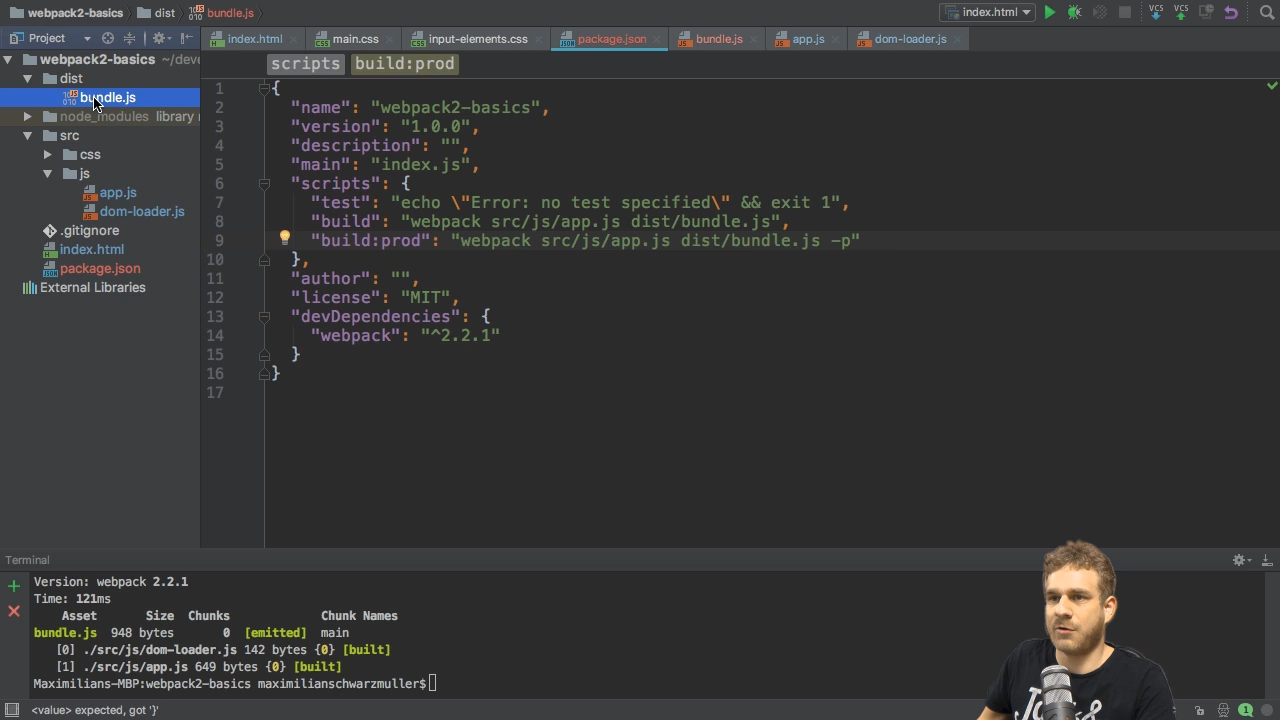 webpack2-basics dist bundle.js index.html
Project index.html main.css input-elements.css package.json bundle.js app.js dom-loader.js
webpack2-basics ~/deve
dist
bundle.js
node_modules library
src
css
js
app.js
dom-loader.js
.gitignore
index.html
package.json
External Libraries
scripts build:prod
1 {
2 "name": "webpack2-basics",
3 "version": "1.0.0",
4 "description": "",
5 "main": "index.js",
6 "scripts": {
7 "test": "echo \"Error: no test specified\" && exit 1",
8 "build": "webpack src/js/app.js dist/bundle.js",
9 "build:prod": "webpack src/js/app.js dist/bundle.js -p"
10 },
11 "author": "",
12 "license": "MIT",
13 "devDependencies": {
14 "webpack": "^2.2.1"
15 }
16 }
17
Terminal
Version: webpack 2.2.1
Time: 121ms
Asset Size Chunks Chunk Names
bundle.js 948 bytes 0 [emitted] main
[0] ./src/js/dom-loader.js 142 bytes {0} [built]
[1] ./src/js/app.js 649 bytes {0} [built]
Maximilians-MBP:webpack2-basics maximilianschwarzmuller$
<value> expected, got '}'